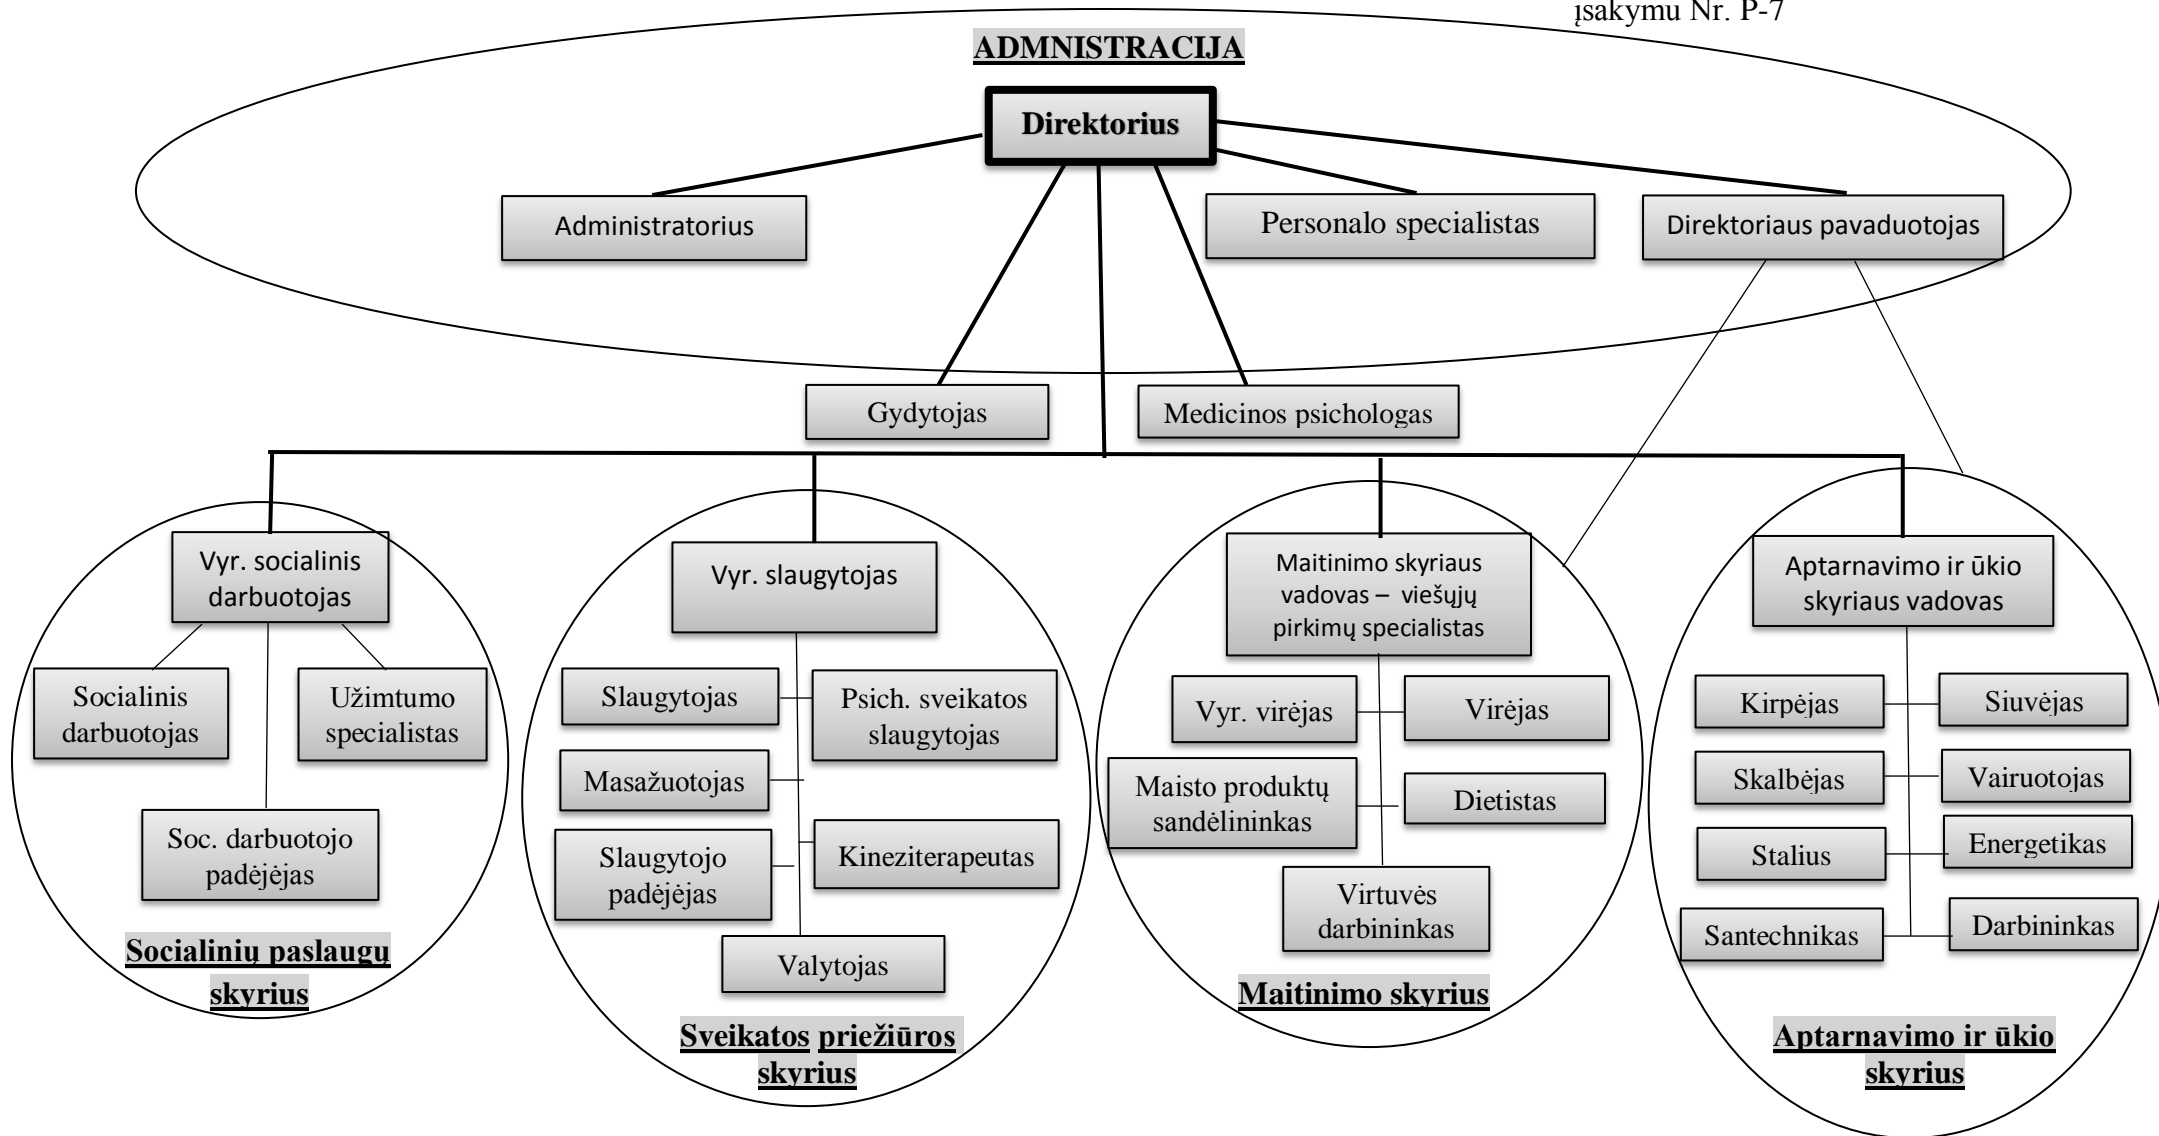 įsakymu Nr. P-7
ADMNISTRACIJA
Direktorius
Administratorius
Personalo specialistas
Direktoriaus pavaduotojas
Gydytojas
Medicinos psichologas
Vyr. socialinis
darbuotojas
Socialinis
darbuotojas
Užimtumo
specialistas
Soc. darbuotojo
padėjėjas
Socialinių paslaugų
skyrius
Vyr. slaugytojas
Slaugytojas
Psich. sveikatos
slaugytojas
Masažuotojas
Slaugytojo
padėjėjas
Kineziterapeutas
Valytojas
Sveikatos priežiūros
skyrius
Maitinimo skyriaus
vadovas – viešųjų
pirkimų specialistas
Vyr. virėjas
Virėjas
Maisto produktų
sandėlininkas
Dietistas
Virtuvės
darbininkas
Maitinimo skyrius
Aptarnavimo ir ūkio
skyriaus vadovas
Kirpėjas
Siuvėjas
Skalbėjas
Vairuotojas
Stalius
Energetikas
Santechnikas
Darbininkas
Aptarnavimo ir ūkio
skyrius